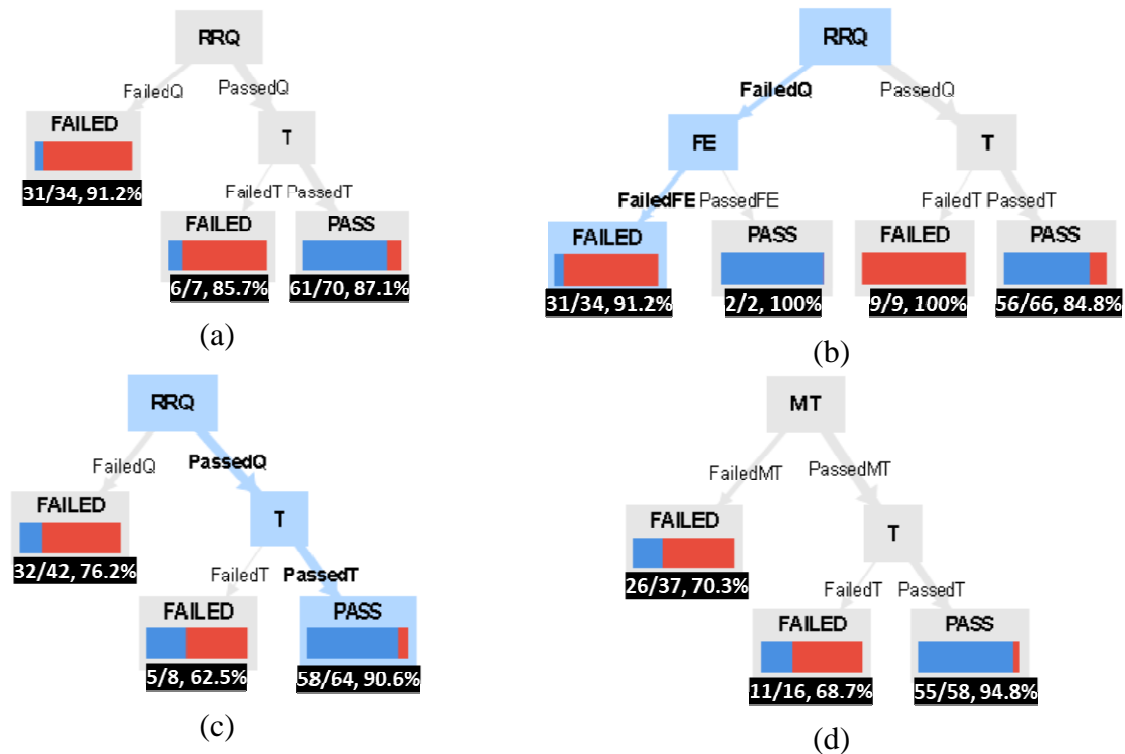 RRQ
FailedQ PassedQ
FAILED
31/34, 91.2%
T
FailedT PassedT
FAILED
6/7, 85.7%
PASS
61/70, 87.1%
(a)
RRQ
FailedQ PassedQ
FE
T
FailedFE PassedFE
FailedT PassedT
FAILED
31/34, 91.2%
PASS
2/2, 100%
FAILED
9/9, 100%
PASS
56/66, 84.8%
(b)
RRQ
FailedQ PassedQ
FAILED
32/42, 76.2%
T
FailedT PassedT
FAILED
5/8, 62.5%
PASS
58/64, 90.6%
(c)
MT
FailedMT PassedMT
FAILED
26/37, 70.3%
T
FailedT PassedT
FAILED
11/16, 68.7%
PASS
55/58, 94.8%
(d)